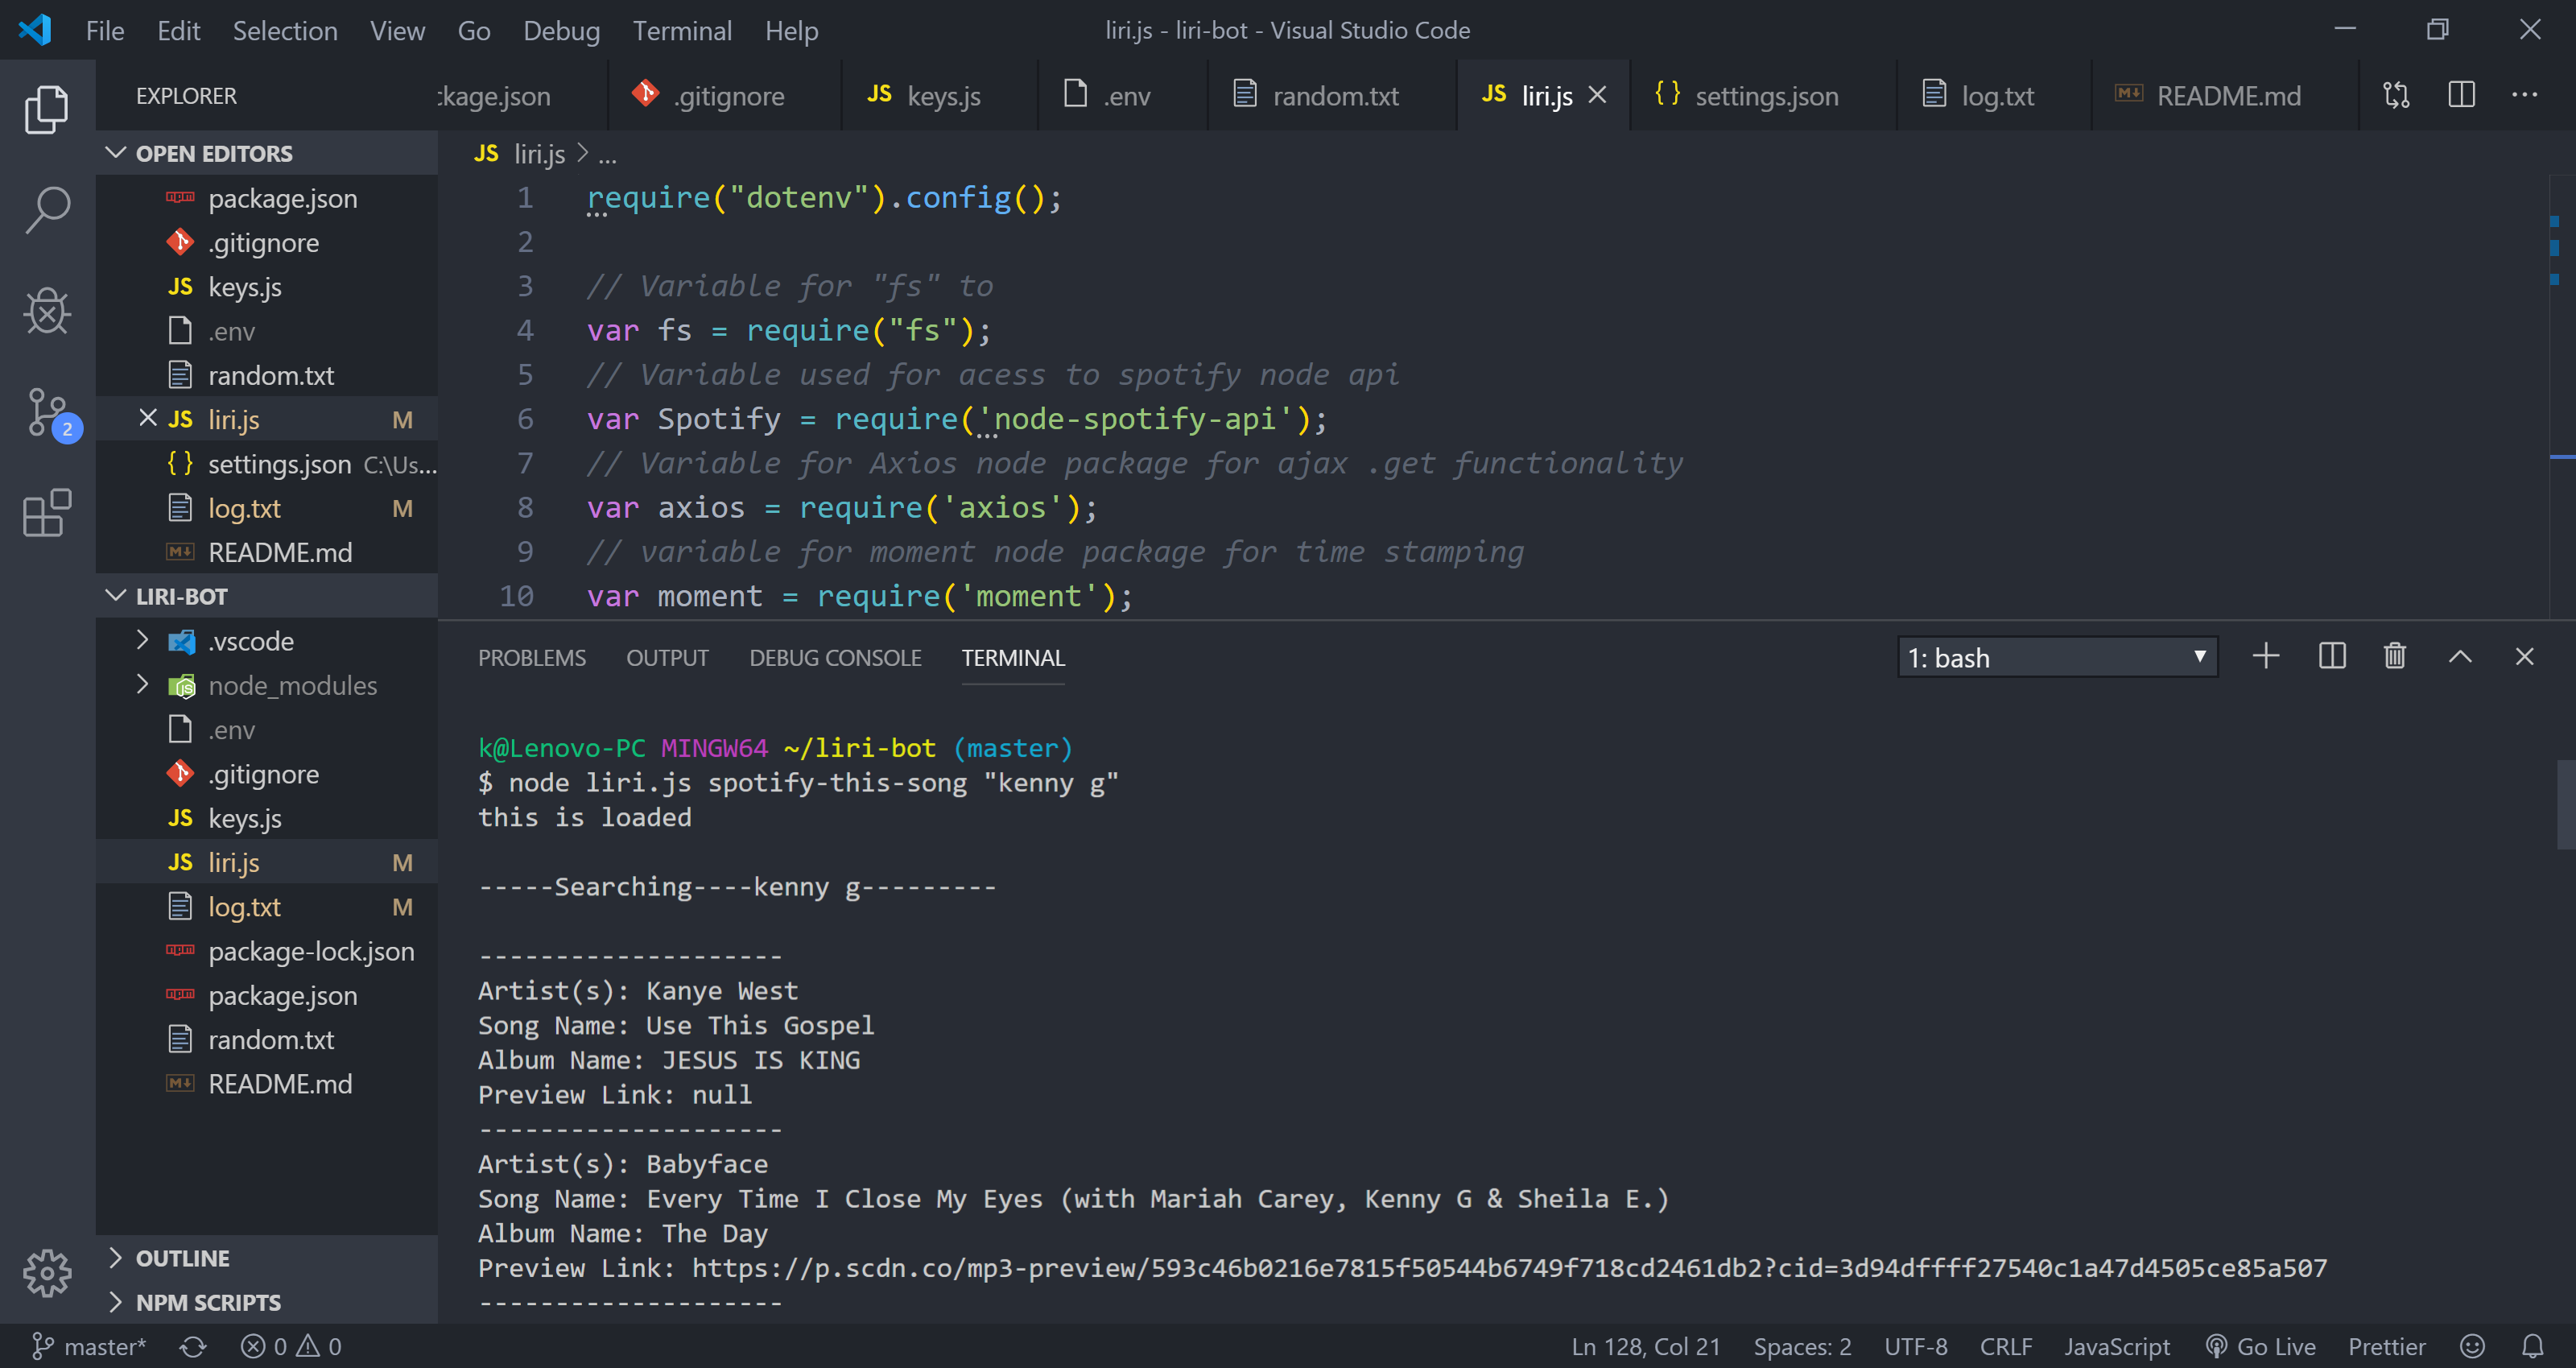 File Edit Selection View Go Debug Terminal Help
liri.js - liri-bot - Visual Studio Code
EXPLORER
ckage.json .gitignore keys.js .env random.txt liri.js settings.json log.txt README.md
OPEN EDITORS
package.json
.gitignore
keys.js
.env
random.txt
liri.js M
settings.json C:\Us...
log.txt M
README.md
LIRI-BOT
.vscode
node_modules
.env
.gitignore
keys.js
liri.js M
log.txt M
package-lock.json
package.json
random.txt
README.md
OUTLINE
NPM SCRIPTS
2
JS liri.js > ...
1 require("dotenv").config();
2
3 // Variable for "fs" to
4 var fs = require("fs");
5 // Variable used for acess to spotify node api
6 var Spotify = require('node-spotify-api');
7 // Variable for Axios node package for ajax .get functionality
8 var axios = require('axios');
9 // variable for moment node package for time stamping
10 var moment = require('moment');
PROBLEMS OUTPUT DEBUG CONSOLE TERMINAL
1: bash
k@Lenovo-PC MINGW64 ~/liri-bot (master)
$ node liri.js spotify-this-song "kenny g"
this is loaded
-----Searching----kenny g---------
--------------------
Artist(s): Kanye West
Song Name: Use This Gospel
Album Name: JESUS IS KING
Preview Link: null
--------------------
Artist(s): Babyface
Song Name: Every Time I Close My Eyes (with Mariah Carey, Kenny G & Sheila E.)
Album Name: The Day
Preview Link: https://p.scdn.co/mp3-preview/593c46b0216e7815f50544b6749f718cd2461db2?cid=3d94dffff27540c1a47d4505ce85a507
--------------------
master* 0 0
Ln 128, Col 21 Spaces: 2 UTF-8 CRLF JavaScript Go Live Prettier